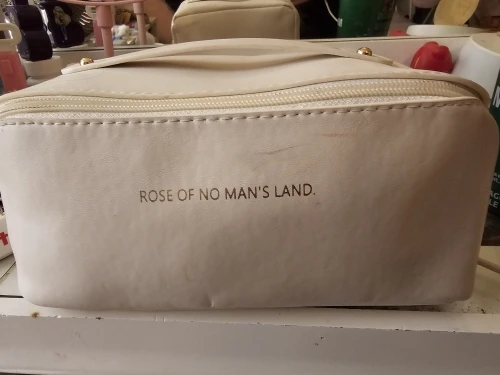 ROSE OF NO MAN'S LAND.